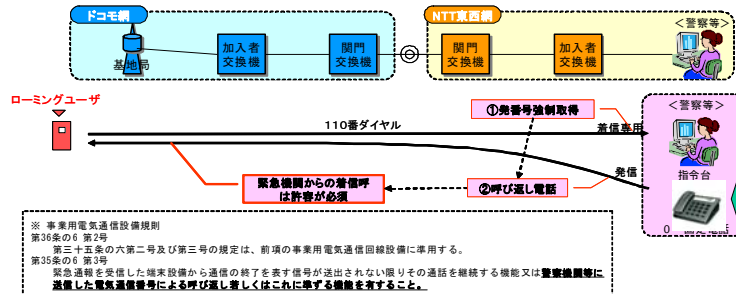 ドコモ網
NTT東西網
<警察等>
基地局
加入者
交換機
関門
交換機
関門
交換機
加入者
交換機
ローミングユーザ
①発番号強制取得
<警察等>
110番ダイヤル
着信専用
発信
指令台
緊急機関からの着信呼
は許容が必須
②呼び返し電話
※ 事業用電気通信設備規則
第36条の6 第2号
第三十五条の六第二号及び第三号の規定は、前項の事業用電気通信回線設備に準用する。
第35条の6 第3号
緊急通報を受信した端末設備から通信の終了を表す信号が送出されない限りその通話を継続する機能又は警察機関等に
送信した電気通信番号による呼び返し若しくはこれに準ずる機能を有すること。